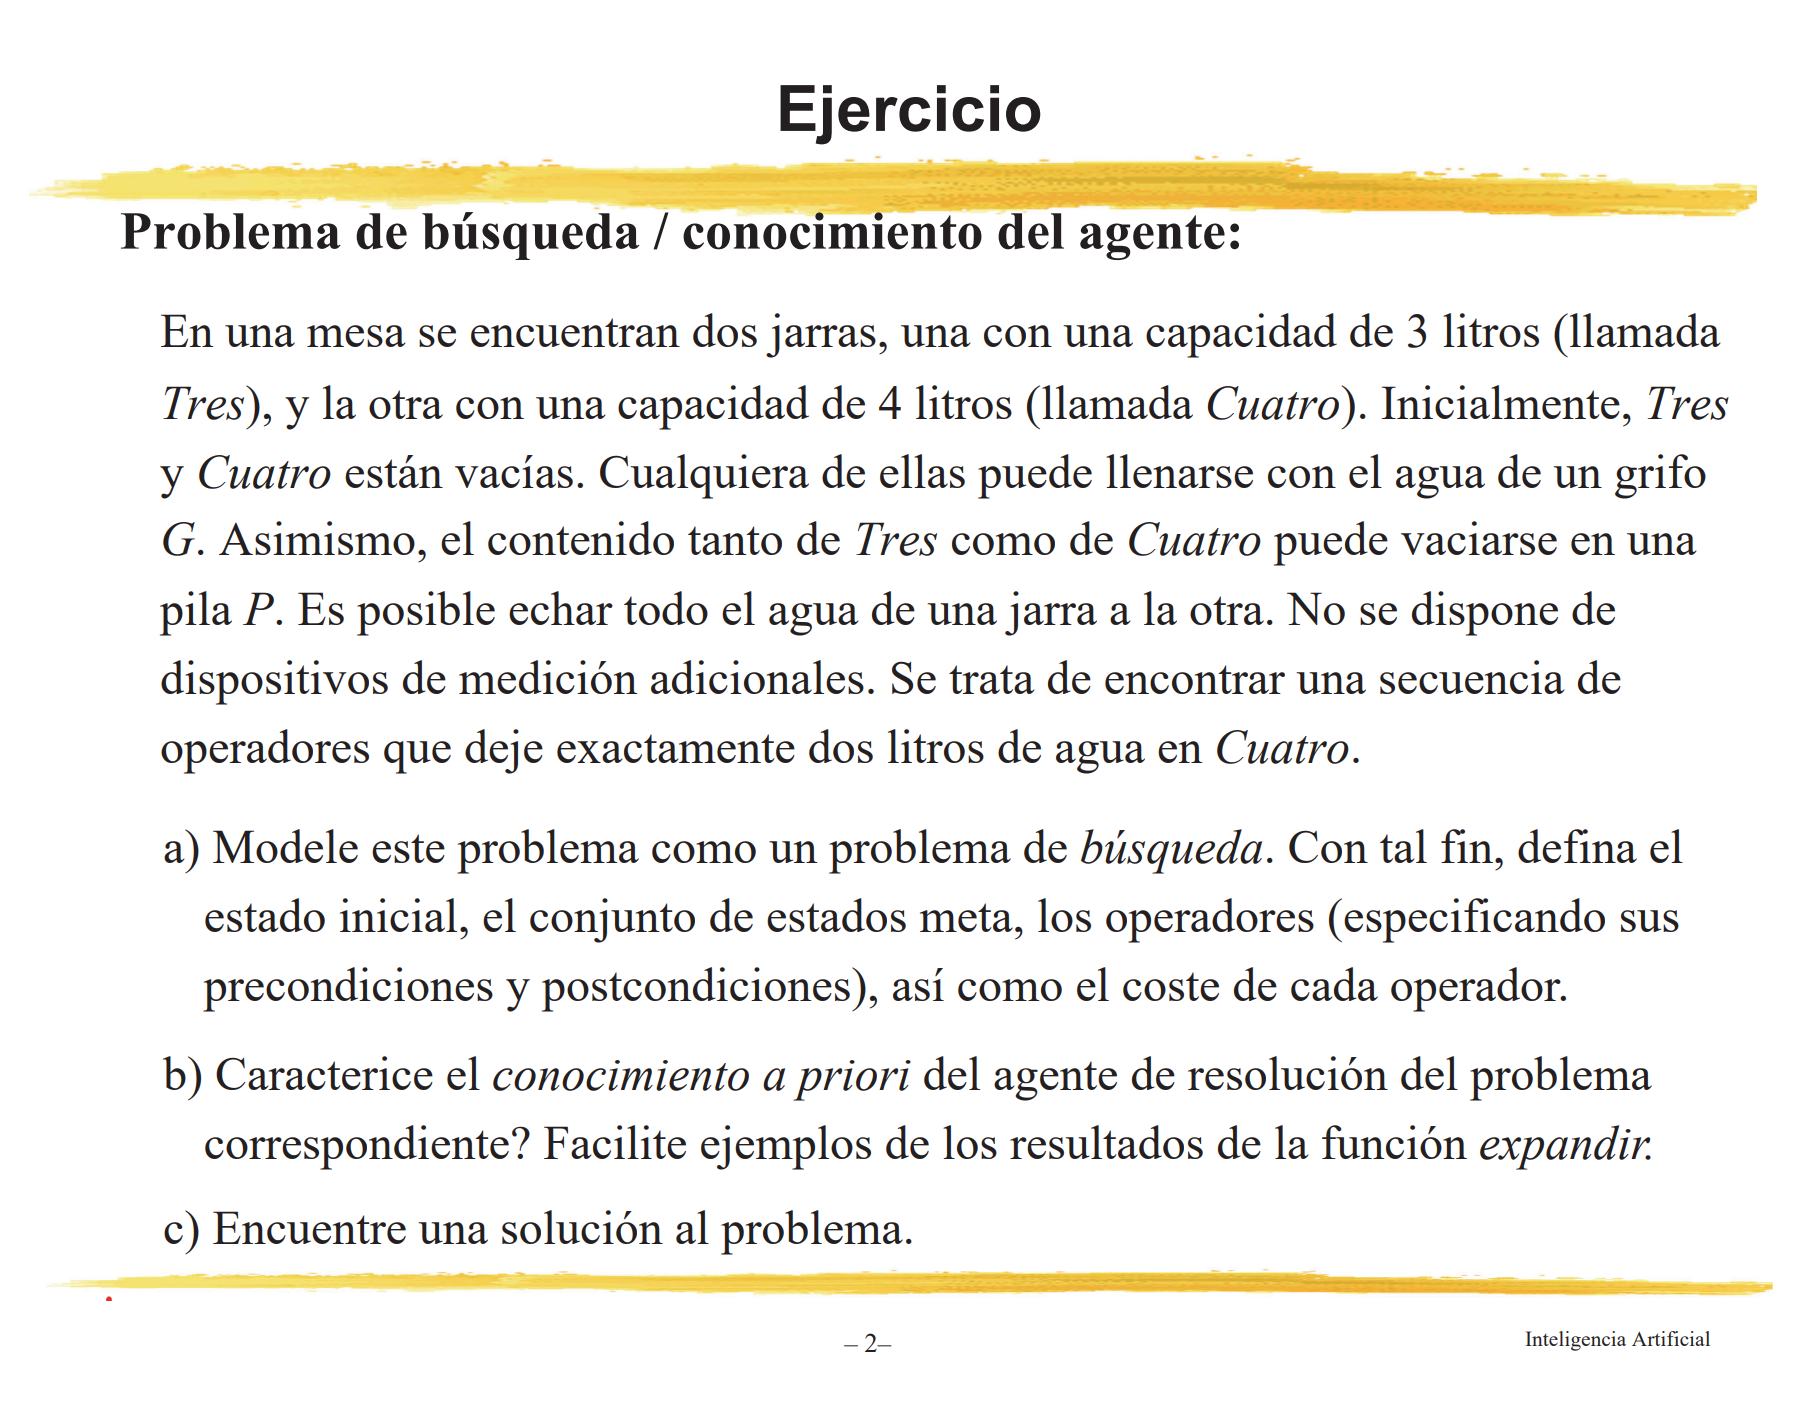 Ejercicio
Problema de búsqueda / conocimiento del agente:
En una mesa se encuentran dos jarras, una con una capacidad de 3 litros (llamada
Tres), y la otra con una capacidad de 4 litros (llamada Cuatro). Inicialmente, Tres
y Cuatro están vacías. Cualquiera de ellas puede llenarse con el agua de un grifo
G. Asimismo, el contenido tanto de Tres como de Cuatro puede vaciarse en una
pila P. Es posible echar todo el agua de una jarra a la otra. No se dispone de
dispositivos de medición adicionales. Se trata de encontrar una secuencia de
operadores que deje exactamente dos litros de agua en Cuatro.
a) Modele este problema como un problema de búsqueda. Con tal fin, defina el
estado inicial, el conjunto de estados meta, los operadores (especificando sus
precondiciones y postcondiciones), así como el coste de cada operador.
b) Caracterice el conocimiento a priori del agente de resolución del problema
correspondiente? Facilite ejemplos de los resultados de la función expandir.
c) Encuentre una solución al problema.
– 2–
Inteligencia Artificial